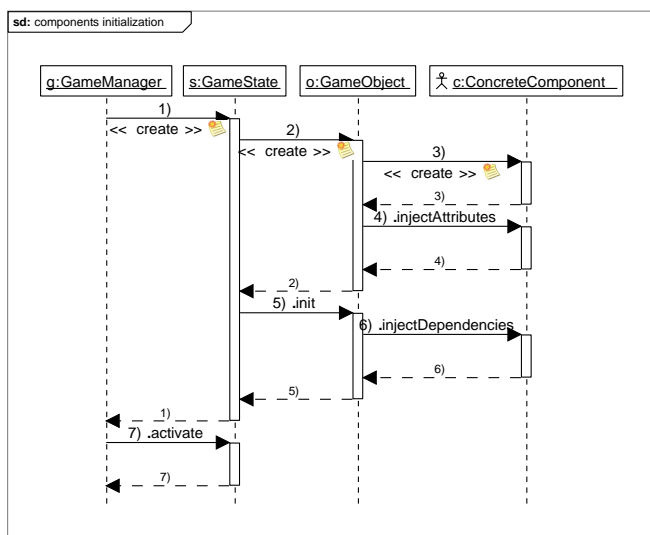 sd: components initialization
g:GameManager
s:GameState
o:GameObject
c:ConcreteComponent
1)
<< create >>
2)
<< create >>
3)
<< create >>
3)
4) .injectAttributes
4)
2)
5) .init
6) .injectDependencies
6)
5)
1)
7) .activate
7)